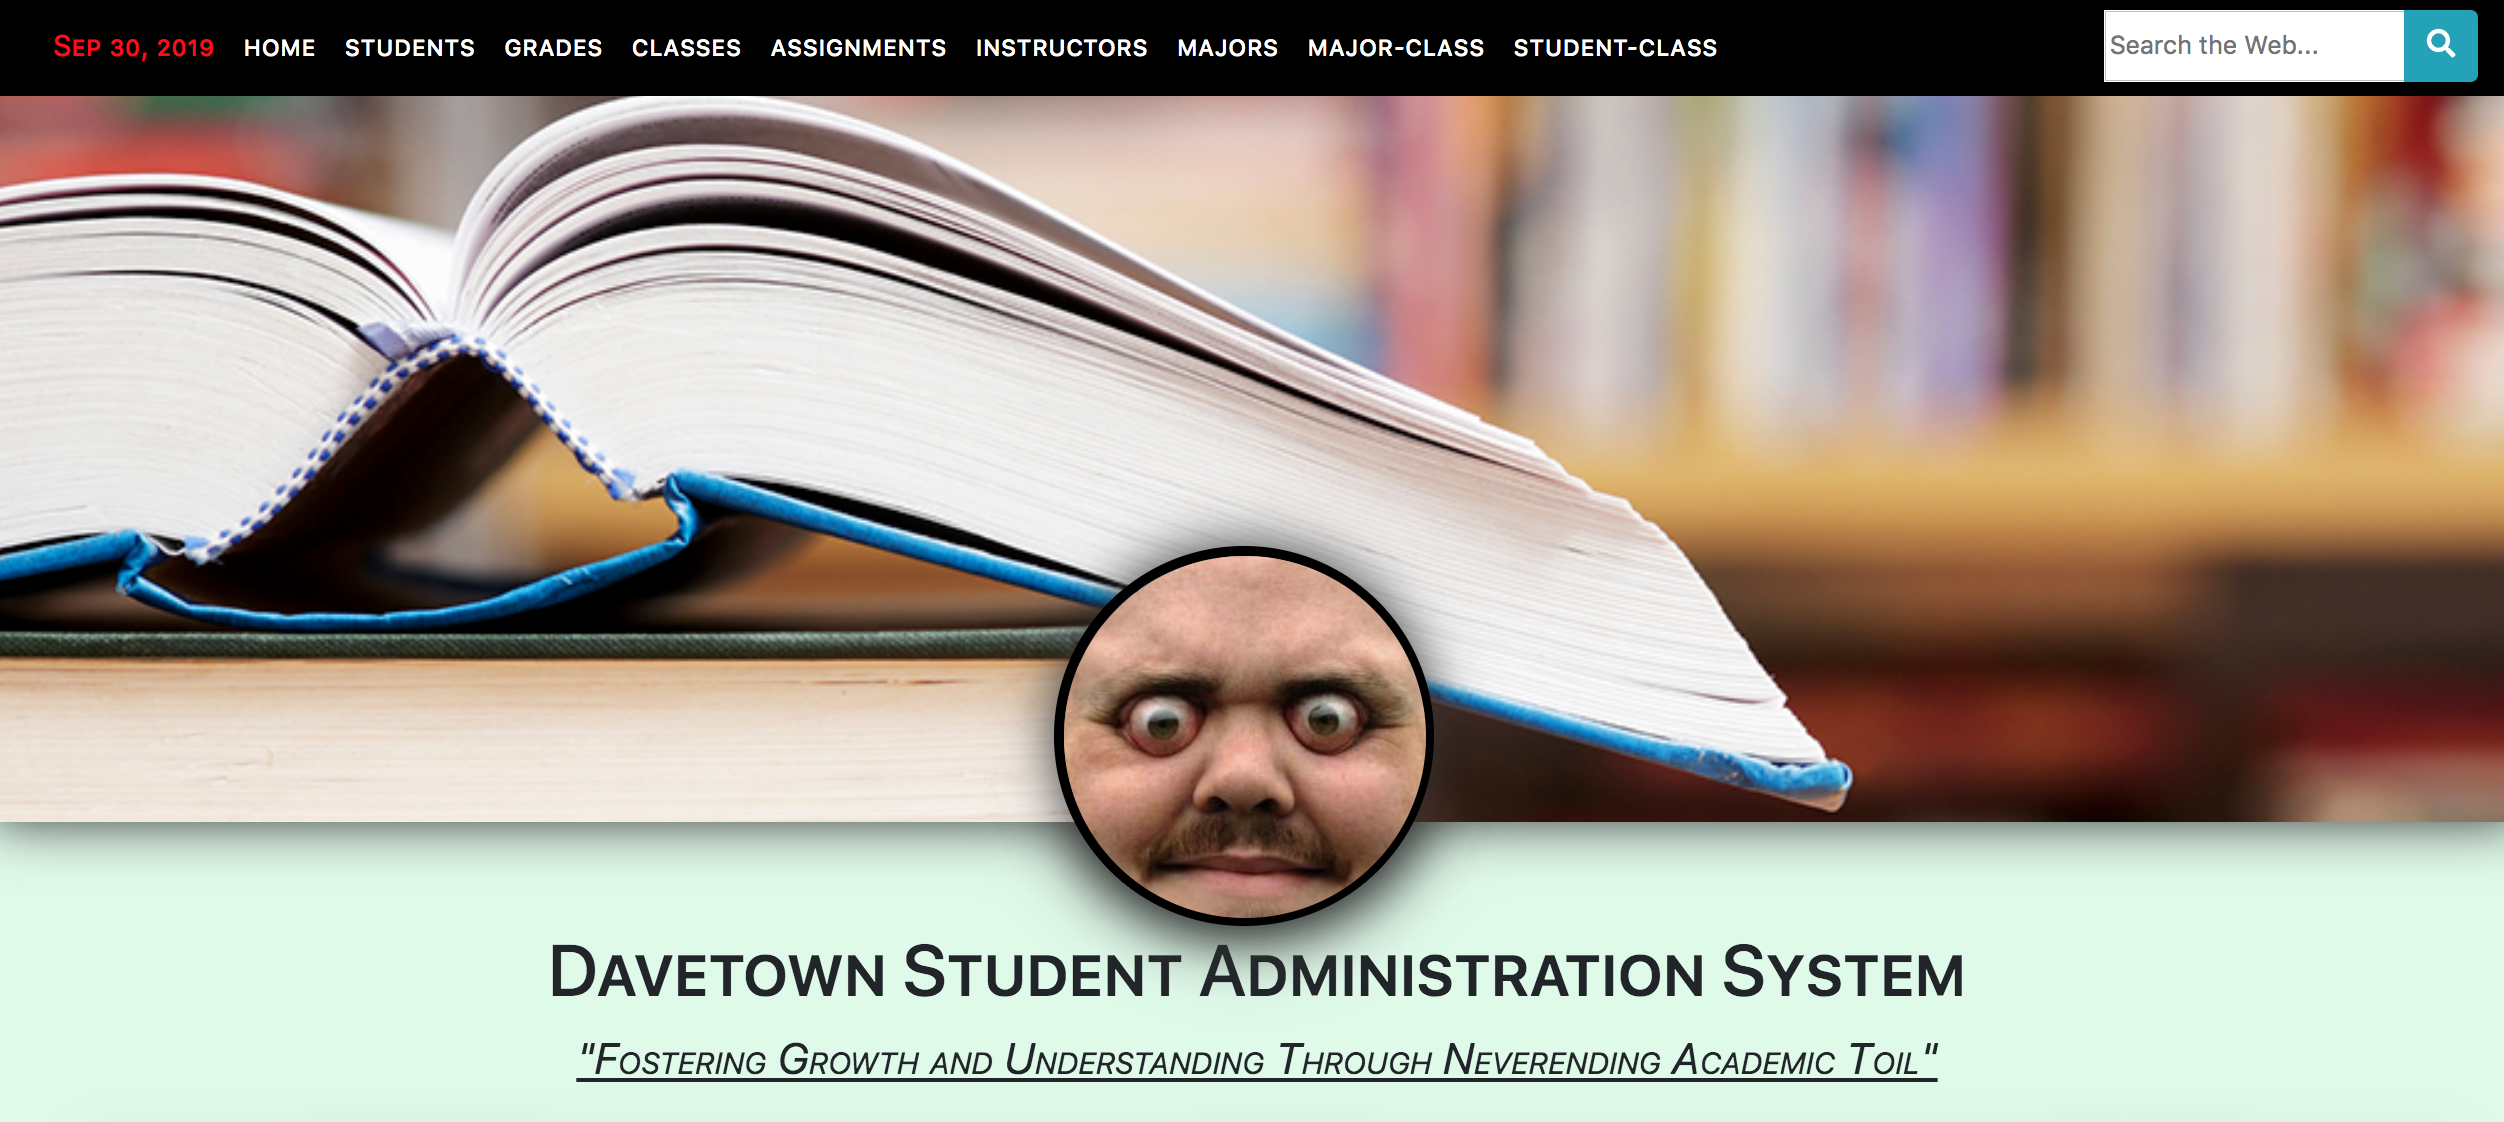 Sep 30, 2019 HOME STUDENTS GRADES CLASSES ASSIGNMENTS INSTRUCTORS MAJORS MAJOR-CLASS STUDENT-CLASS Search the Web...
Davetown Student Administration System
"Fostering Growth and Understanding Through Neverending Academic Toil"